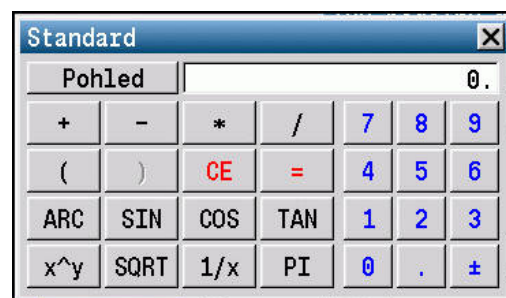 Standard
Pohled 0.
+ - * / 7 8 9
( ) CE = 4 5 6
ARC SIN COS TAN 1 2 3
x^y SQRT 1/x PI 0 . ±